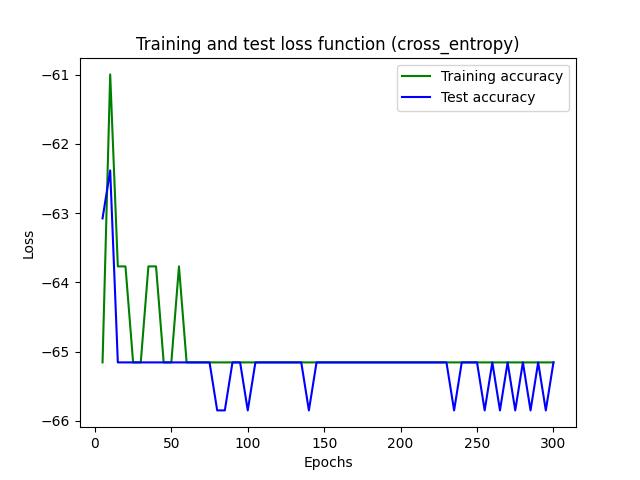 Training and test loss function (cross_entropy)
Training accuracy
Test accuracy
Loss
−61
−62
−63
−64
−65
−66
0 50 100 150 200 250 300
Epochs